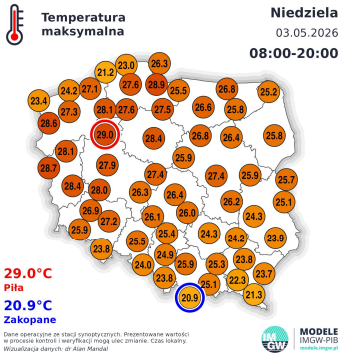 Temperatura
maksymalna
Niedziela
03.05.2026
08:00-20:00
21.2 23.0 26.3
23.4 24.2 27.1 27.6 28.9 25.5 26.8 25.2
28.6 27.3 28.1 27.6 27.5 26.6 25.8
29.0 28.4 26.8 26.4 25.8
28.1 25.9
28.7 27.9 27.4 27.4 25.9 25.7
28.4 28.0 26.3 26.4 26.2 25.1
26.9 27.2 26.1 26.0 24.3
25.9 25.4 24.3 24.2 23.9
23.8 25.5 24.9
24.0 25.9 25.3 23.8
23.8 22.3 23.7
20.9 25.1 21.3
29.0°C
Piła
20.9°C
Zakopane
Dane operacyjne ze stacji synoptycznych. Prezentowane wartości
w procesie kontroli i weryfikacji mogą ulec zmianie. Czas lokalny.
Wizualizacja danych: dr Alan Mandal
IM
GW
MODELE
IMGW-PIB
modele.imgw.pl